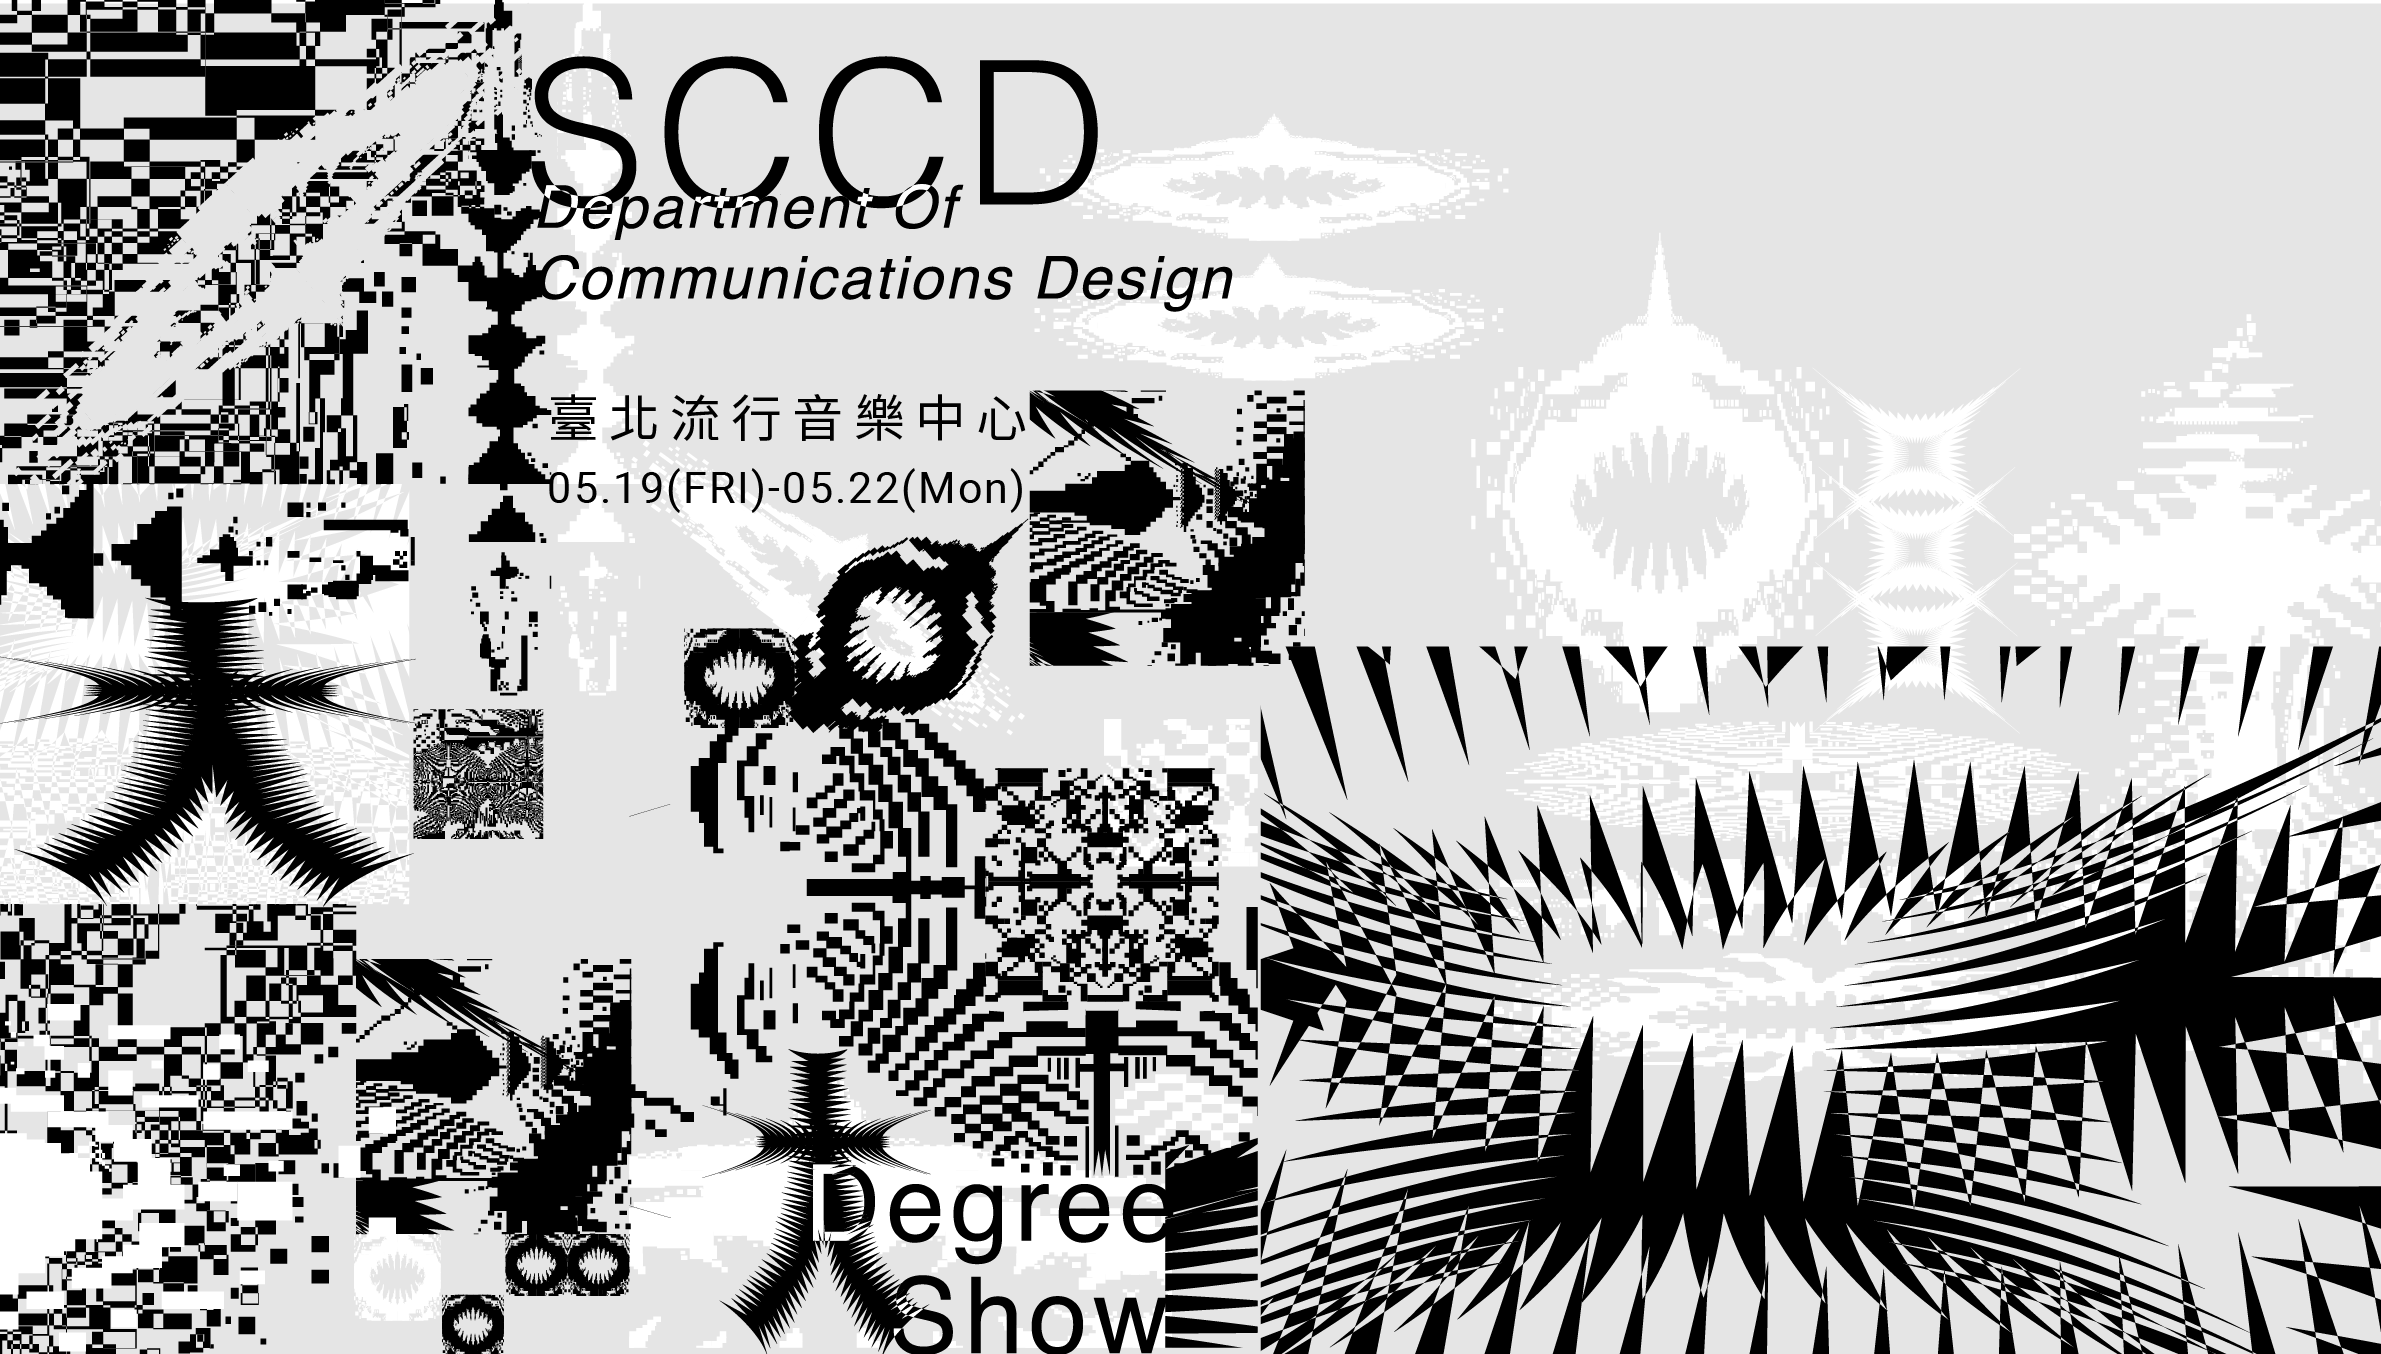 SCCD
Department Of
Communications Design
臺北流行音樂中心
05.19(FRI)-05.22(Mon)
Degree
Show